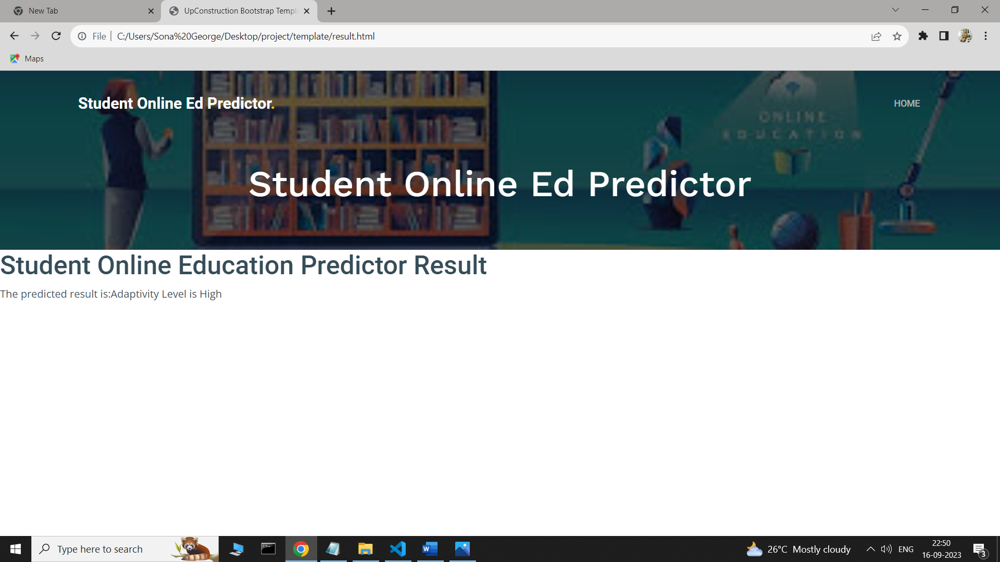 New Tab
UpConstruction Bootstrap Templ
File
C:/Users/Sona%20George/Desktop/project/template/result.html
Maps
Student Online Ed Predictor.
HOME
ONLINE
EDUCATION
Student Online Ed Predictor
Student Online Education Predictor Result
The predicted result is:Adaptivity Level is High
Type here to search
26°C Mostly cloudy
ENG
22:50
16-09-2023
3